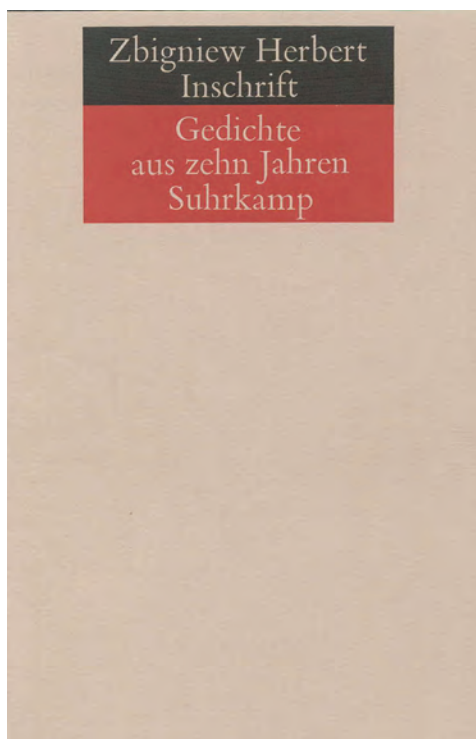 Zbigniew Herbert
Inschrift
Gedichte
aus zehn Jahren
Suhrkamp